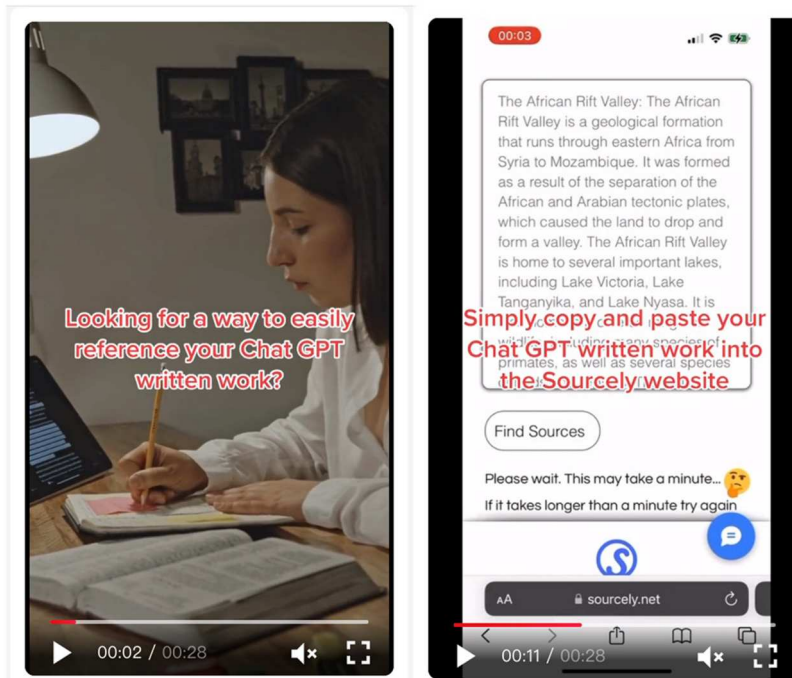 Looking for a way to easily
reference your Chat GPT
written work?
00:02 / 00:28
00:03
The African Rift Valley: The African
Rift Valley is a geological formation
that runs through eastern Africa from
Syria to Mozambique. It was formed
as a result of the separation of the
African and Arabian tectonic plates,
which caused the land to drop and
form a valley. The African Rift Valley
is home to several important lakes,
including Lake Victoria, Lake
Tanganyika, and Lake Nyasa. It is
Simply copy and paste your
Chat GPT written work into
primates, as well as several species
the Sourcely website
Find Sources
Please wait. This may take a minute... 🤔
If it takes longer than a minute try again
AA
sourcely.net
00:11 / 00:28